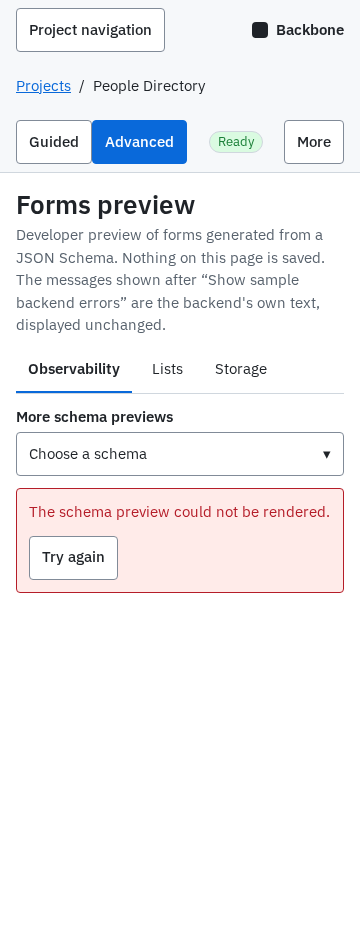 Project navigation
Backbone
Projects / People Directory
Guided
Advanced
Ready
More
Forms preview
Developer preview of forms generated from a
JSON Schema. Nothing on this page is saved.
The messages shown after “Show sample
backend errors” are the backend's own text,
displayed unchanged.
Observability
Lists
Storage
More schema previews
Choose a schema
The schema preview could not be rendered.
Try again